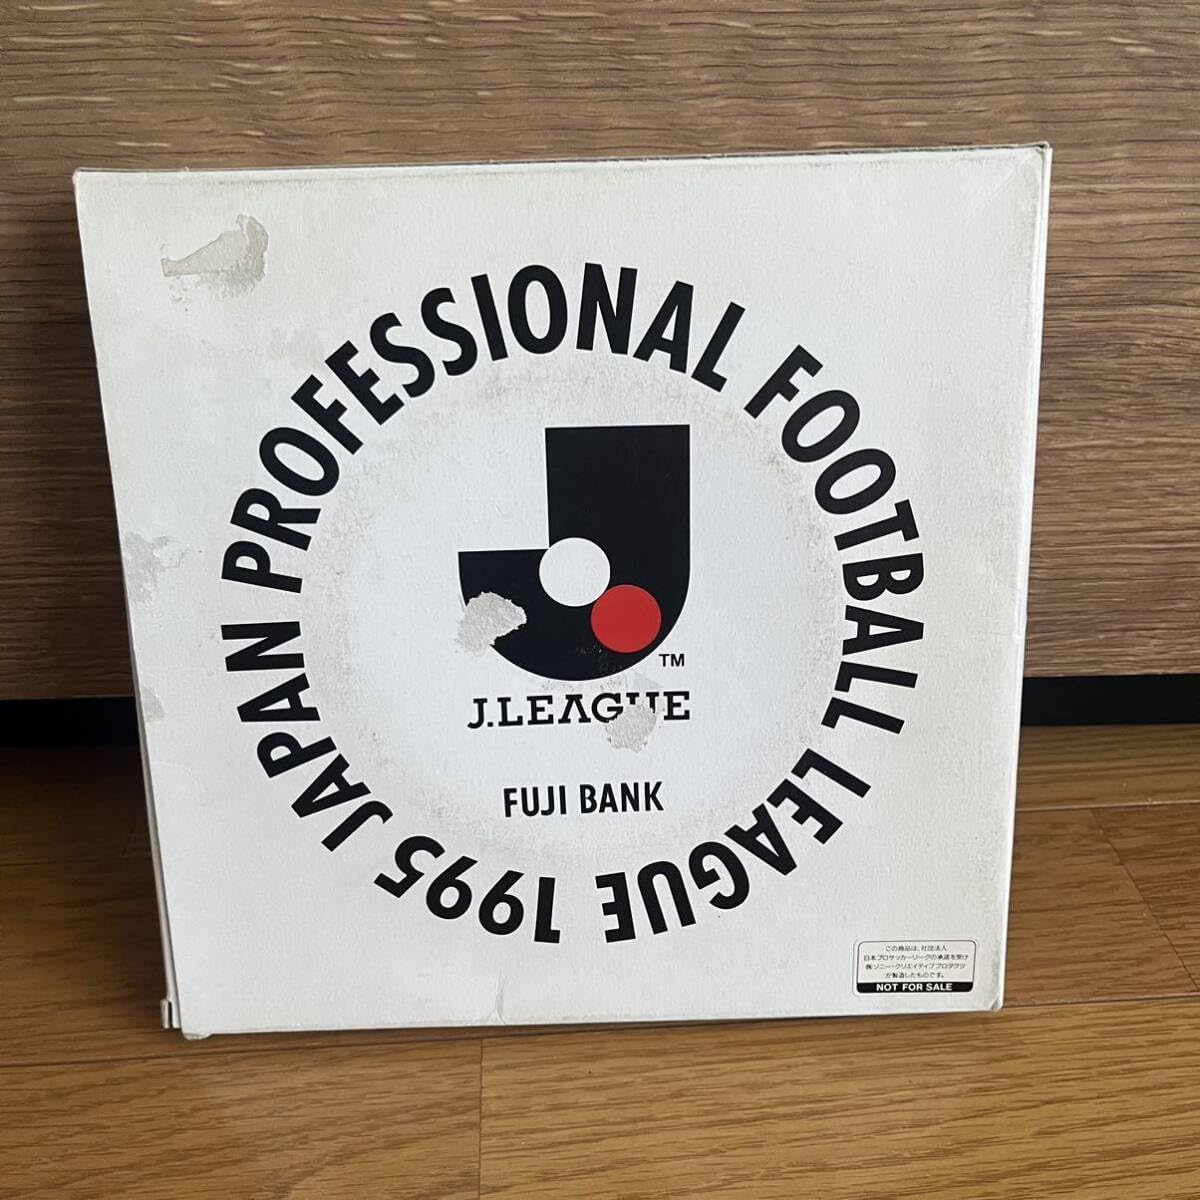 JAPAN PROFESSIONAL FOOTBALL LEAGUE 1995
TM
J.LEAGUE
FUJI BANK
この商品は、社団法人
日本プロサッカーリーグの承認を受け
㈱ソニー・クリエイティブプロダクツ
が製造したものです。
NOT FOR SALE